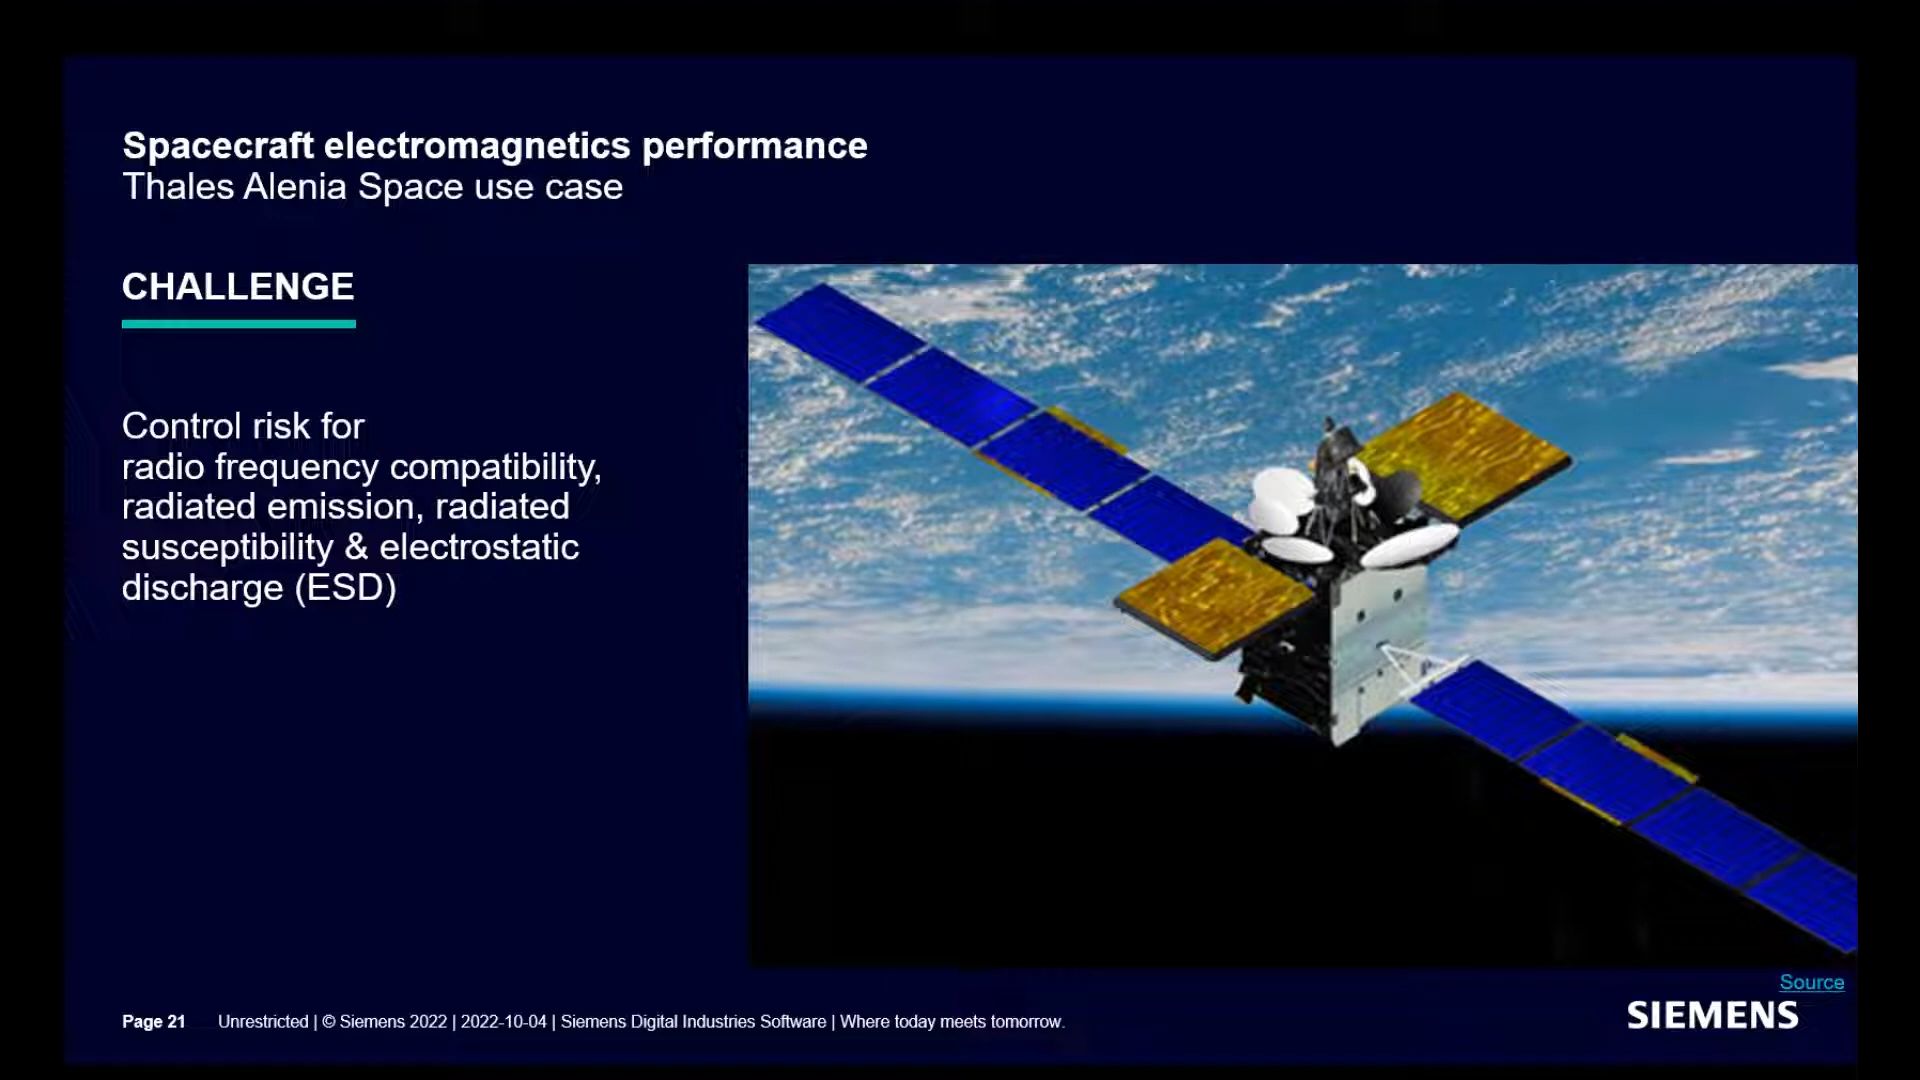 Spacecraft electromagnetics performance
Thales Alenia Space use case
CHALLENGE
Control risk for
radio frequency compatibility,
radiated emission, radiated
susceptibility & electrostatic
discharge (ESD)
Source
Page 21 Unrestricted | © Siemens 2022 | 2022-10-04 | Siemens Digital Industries Software | Where today meets tomorrow.
SIEMENS